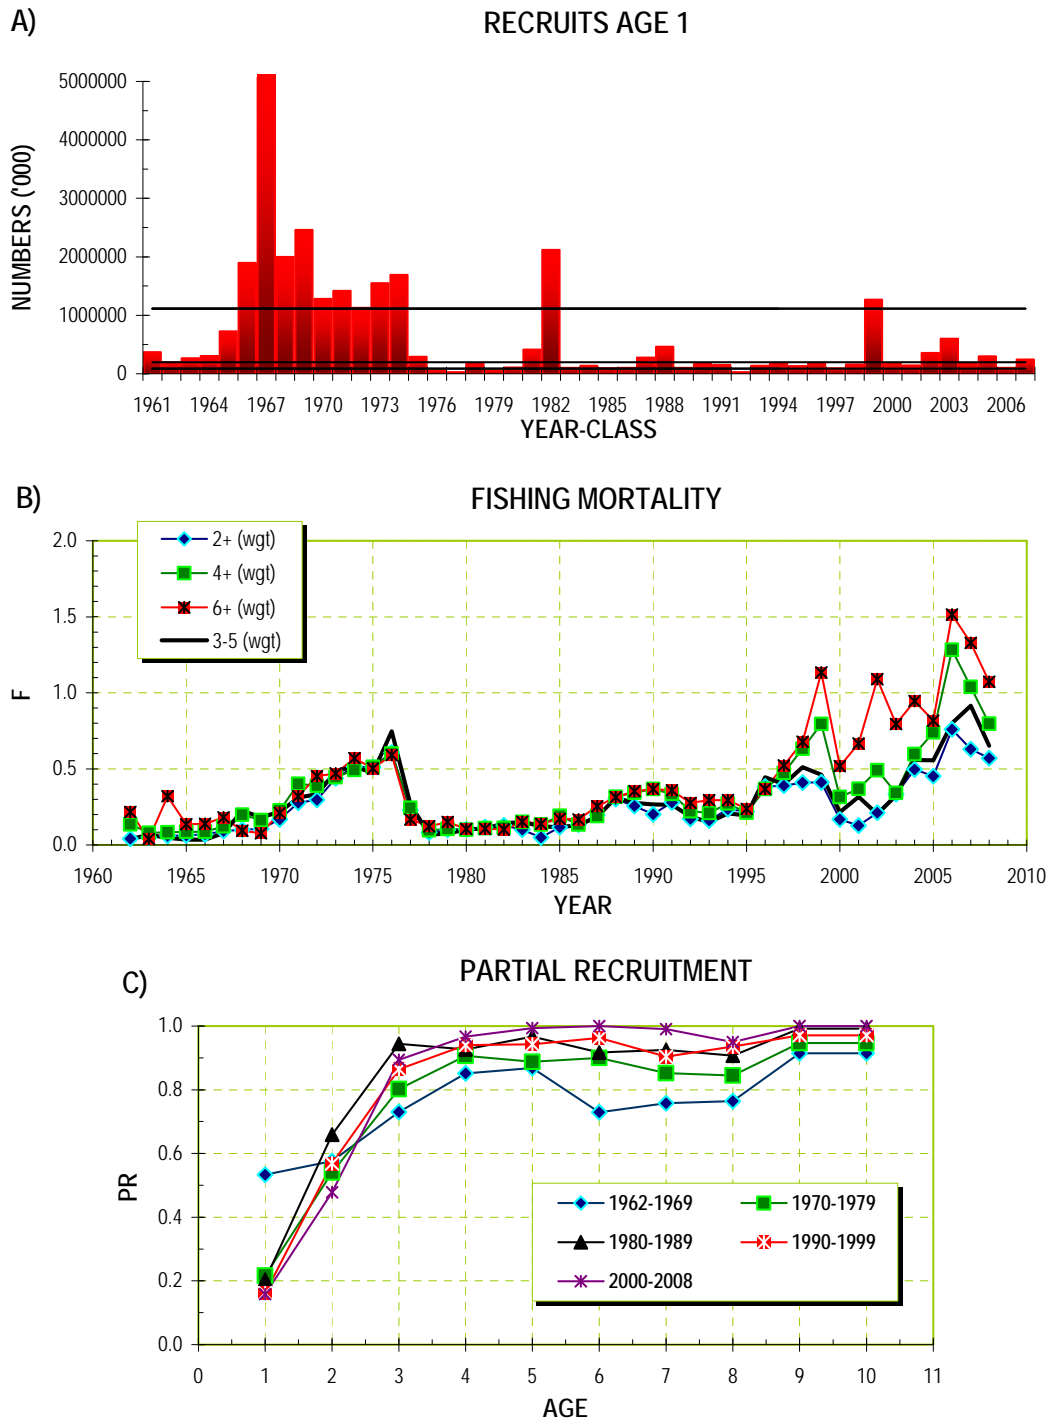 A)
RECRUITS AGE 1
NUMBERS ('000)
5000000
4000000
3000000
2000000
1000000
0
1961 1964 1967 1970 1973 1976 1979 1982 1985 1988 1991 1994 1997 2000 2003 2006
YEAR-CLASS
B)
FISHING MORTALITY
2+ (wgt)
4+ (wgt)
6+ (wgt)
3-5 (wgt)
F
2.0
1.5
1.0
0.5
0.0
1960 1965 1970 1975 1980 1985 1990 1995 2000 2005 2010
YEAR
C)
PARTIAL RECRUITMENT
PR
1.0
0.8
0.6
0.4
0.2
0.0
1962-1969 1970-1979
1980-1989 1990-1999
2000-2008
0 1 2 3 4 5 6 7 8 9 10 11
AGE